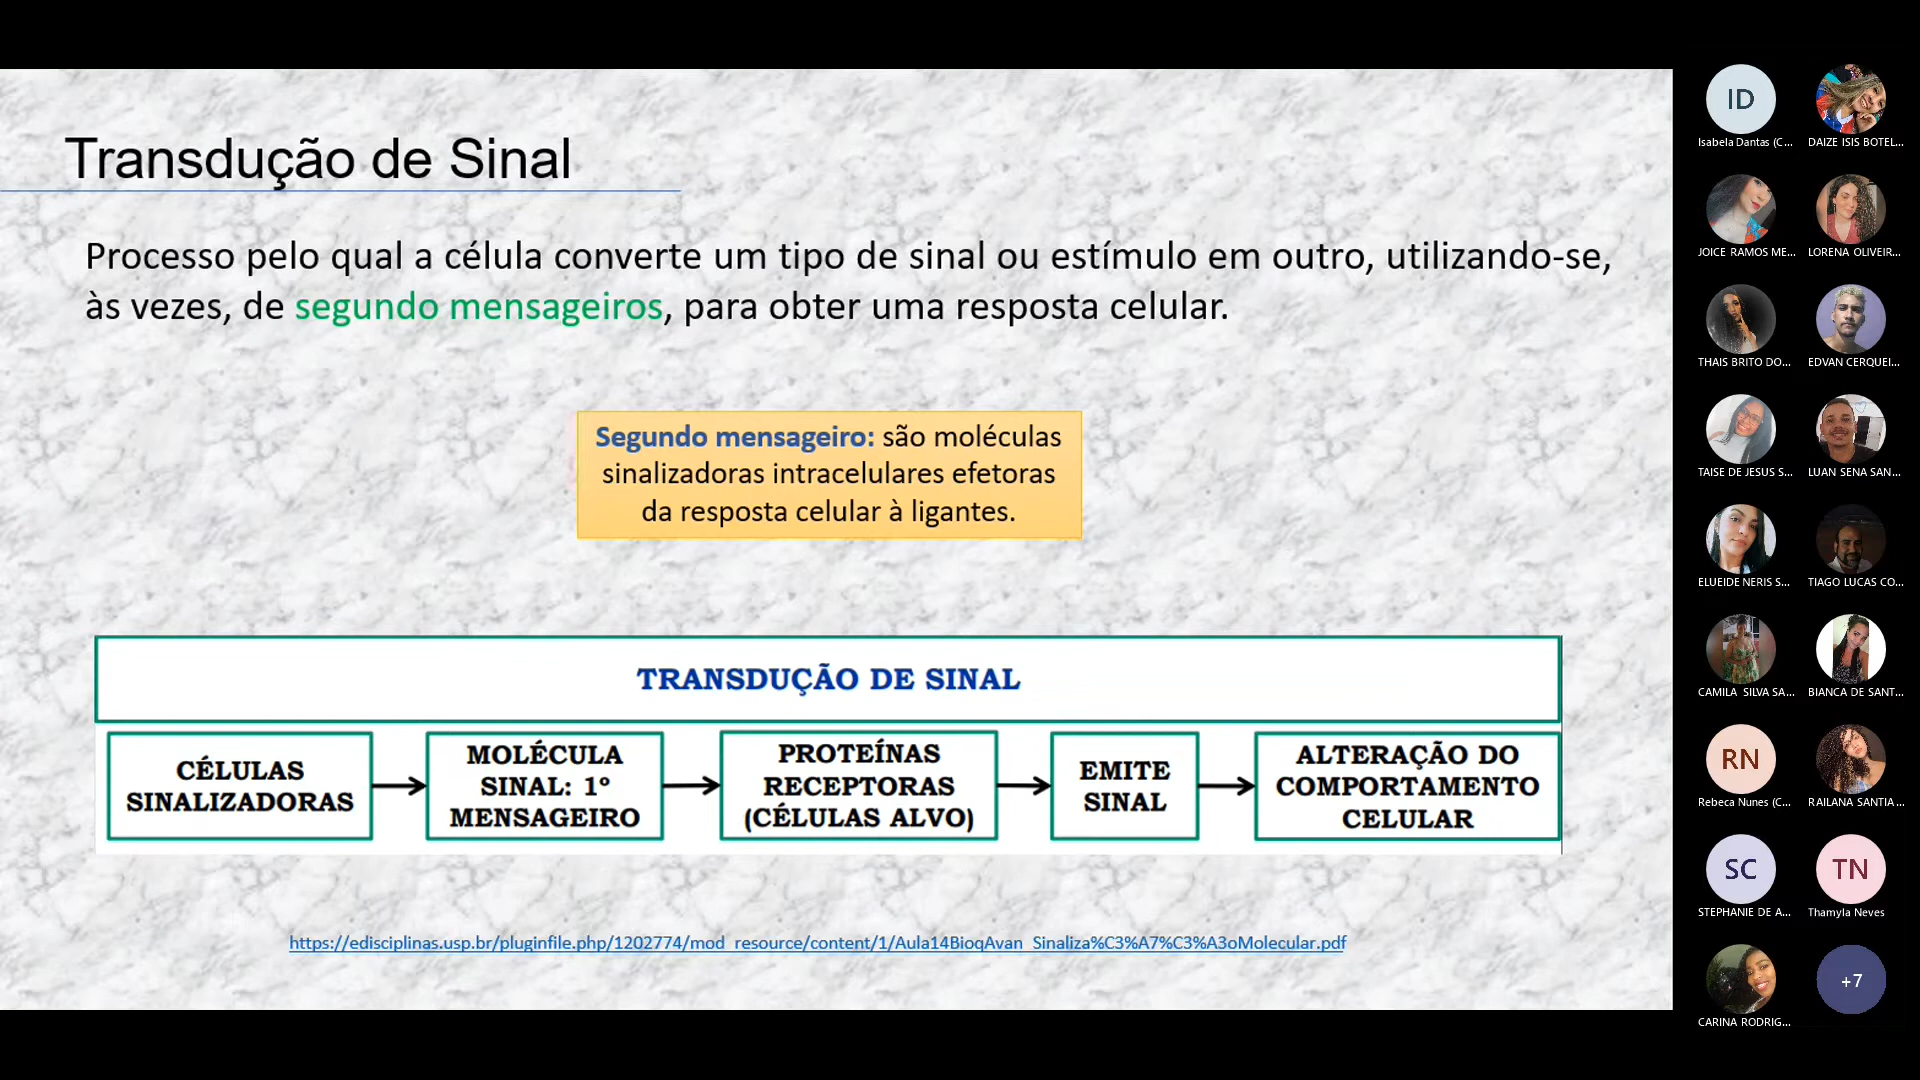 Transdução de Sinal
Processo pelo qual a célula converte um tipo de sinal ou estímulo em outro, utilizando-se,
às vezes, de segundo mensageiros, para obter uma resposta celular.
Segundo mensageiro: são moléculas
sinalizadoras intracelulares efetoras
da resposta celular à ligantes.
TRANSDUÇÃO DE SINAL
CÉLULAS
SINALIZADORAS
MOLÉCULA
SINAL: 1º
MENSAGEIRO
PROTEÍNAS
RECEPTORAS
(CÉLULAS ALVO)
EMITE
SINAL
ALTERAÇÃO DO
COMPORTAMENTO
CELULAR
https://edisciplinas.usp.br/pluginfile.php/1202774/mod_resource/content/1/Aula14BioqAvan_Sinaliza%C3%A7%C3%A3oMolecular.pdf
ID
Isabela Dantas (C...
DAIZE ISIS BOTEL...
JOICE RAMOS ME...
LORENA OLIVEIR...
THAIS BRITO DO...
EDVAN CERQUEI...
TAISE DE JESUS S...
LUAN SENA SAN...
ELUEIDE NERIS S...
TIAGO LUCAS CO...
CAMILA SILVA SA...
BIANCA DE SANT...
RN
Rebeca Nunes (C...
RAILANA SANTIA...
SC
STEPHANIE DE A...
TN
Thamyla Neves
CARINA RODRIG...
+7